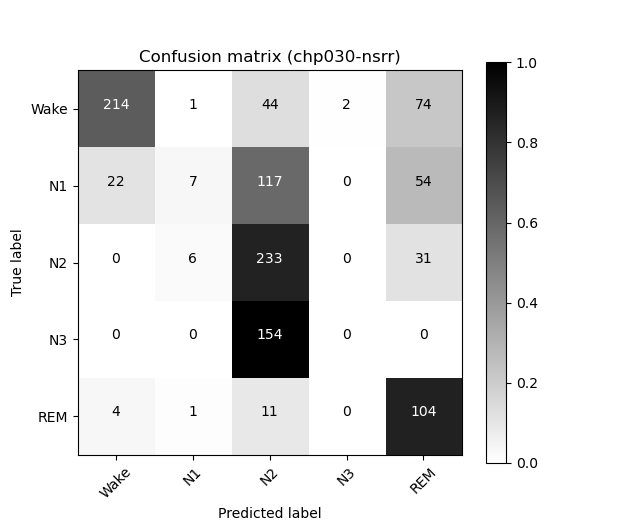 Confusion matrix (chp030-nsrr)
True label
Wake 214 1 44 2 74
N1 22 7 117 0 54
N2 0 6 233 0 31
N3 0 0 154 0 0
REM 4 1 11 0 104
Wake N1 N2 N3 REM
Predicted label
1.0
0.8
0.6
0.4
0.2
0.0